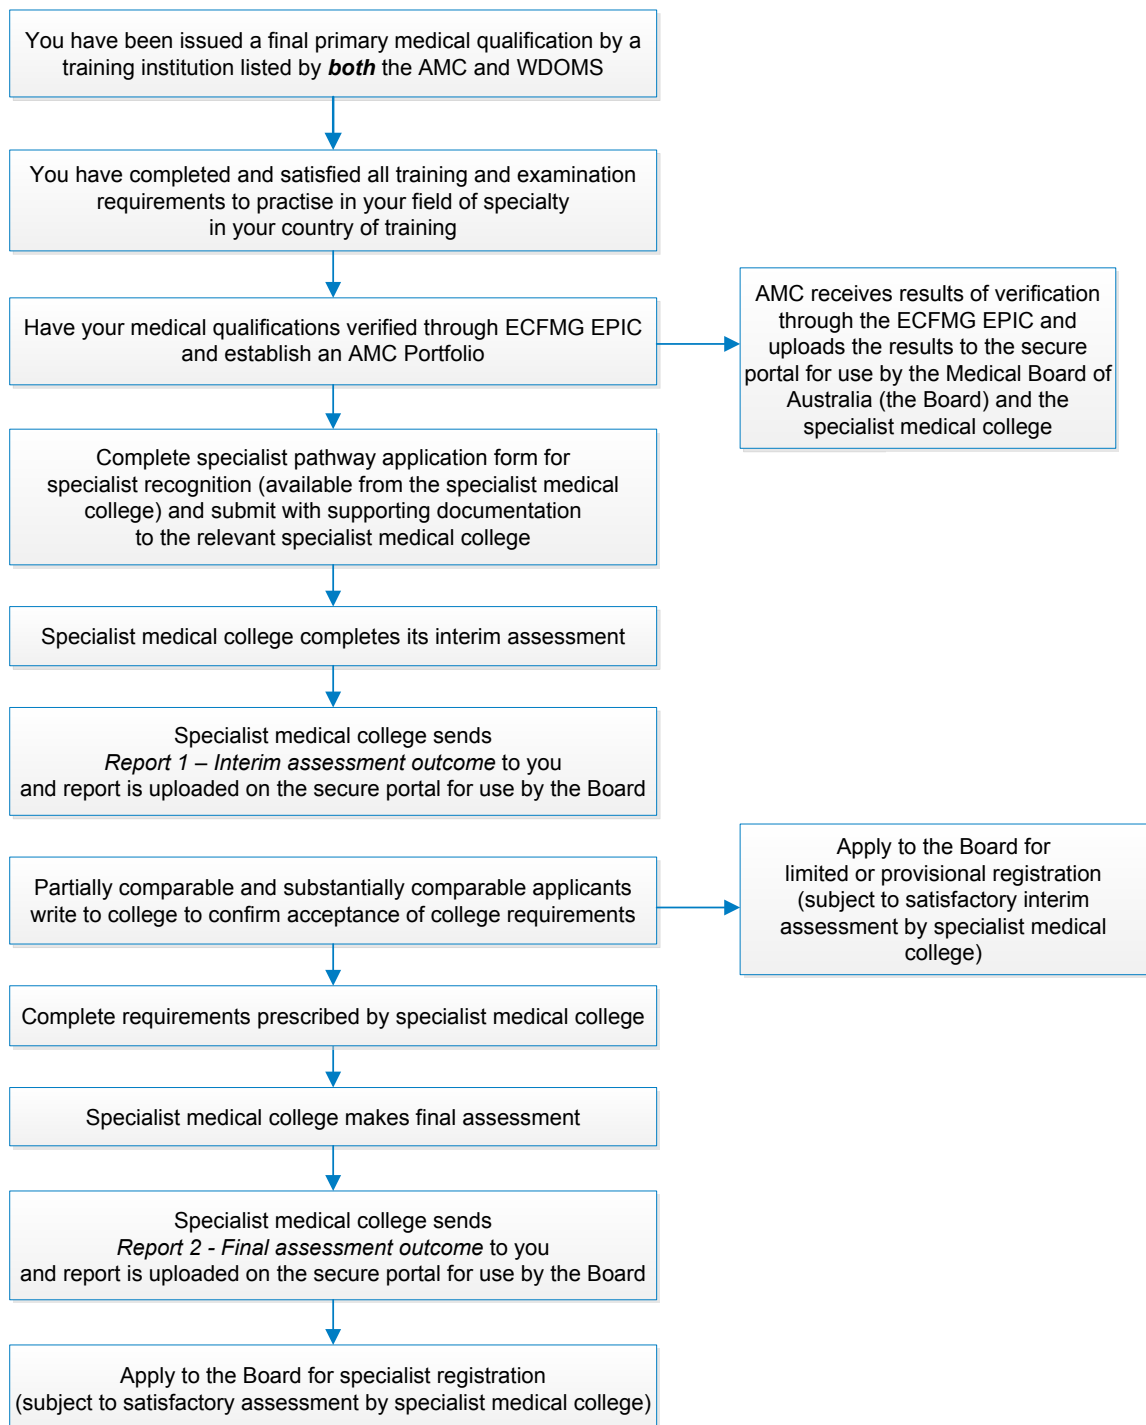 You have been issued a final primary medical qualification by a
training institution listed by both the AMC and WDOMS
You have completed and satisfied all training and examination
requirements to practise in your field of specialty
in your country of training
Have your medical qualifications verified through ECFMG EPIC
and establish an AMC Portfolio
AMC receives results of verification
through the ECFMG EPIC and
uploads the results to the secure
portal for use by the Medical Board of
Australia (the Board) and the
specialist medical college
Complete specialist pathway application form for
specialist recognition (available from the specialist medical
college) and submit with supporting documentation
to the relevant specialist medical college
Specialist medical college completes its interim assessment
Specialist medical college sends
Report 1 – Interim assessment outcome to you
and report is uploaded on the secure portal for use by the Board
Partially comparable and substantially comparable applicants
write to college to confirm acceptance of college requirements
Apply to the Board for
limited or provisional registration
(subject to satisfactory interim
assessment by specialist medical
college)
Complete requirements prescribed by specialist medical college
Specialist medical college makes final assessment
Specialist medical college sends
Report 2 - Final assessment outcome to you
and report is uploaded on the secure portal for use by the Board
Apply to the Board for specialist registration
(subject to satisfactory assessment by specialist medical college)